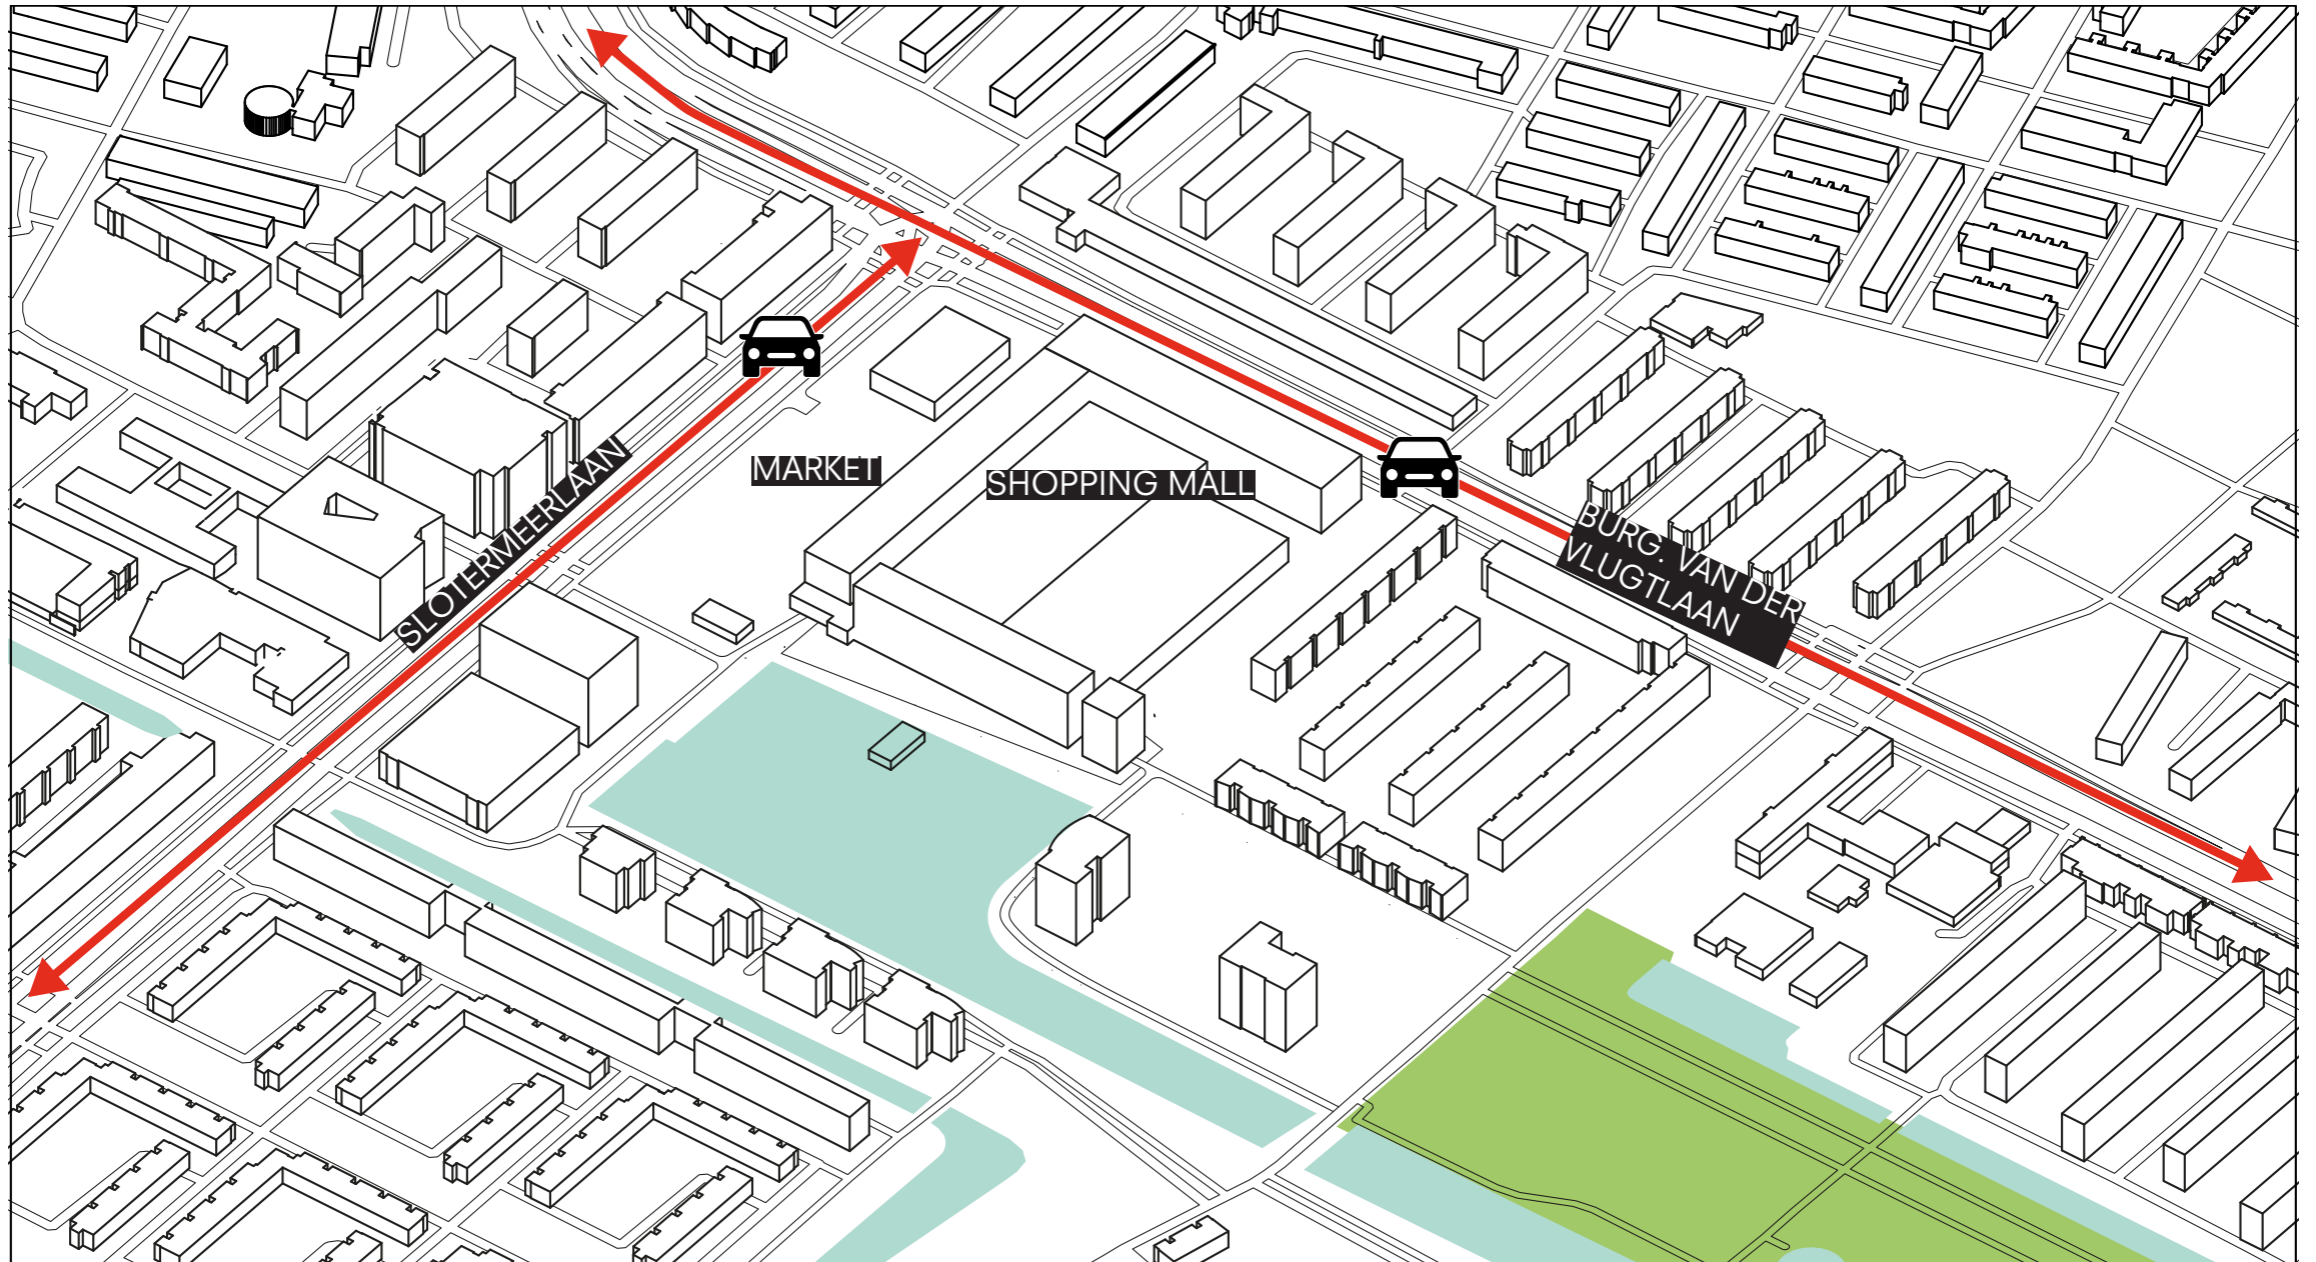 MARKET
SHOPPING MALL
SLOTERMEERLAAN
BURG. VAN DER
VLUGTLAAN